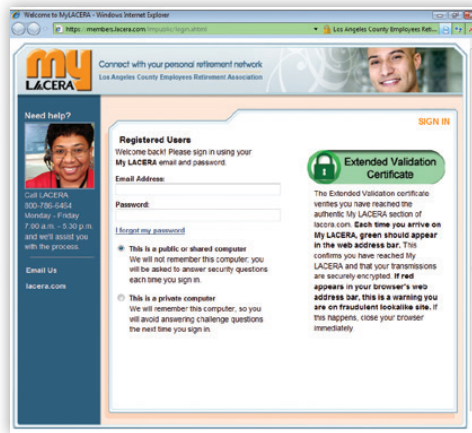 Welcome to MyLACERA - Windows Internet Explorer
https://members.lacera.com/lmpublic/login.xhtml
Los Angeles County Employees Reti...
my
LACERA
Connect with your personal retirement network
Los Angeles County Employees Retirement Association
Need help?
Call LACERA
800-786-6464
Monday - Friday
7:00 a.m. - 5:30 p.m.
and we'll assist you
with the process.
Email Us
lacera.com
SIGN IN
Registered Users
Welcome back! Please sign in using your
My LACERA email and password.
Email Address:
Password:
I forgot my password
This is a public or shared computer
We will not remember this computer; you
will be asked to answer security questions
each time you sign in.
This is a private computer
We will remember this computer, so you
will avoid answering challenge questions
the next time you sign in.
Extended Validation
Certificate
The Extended Validation certificate
verifies you have reached the
authentic My LACERA section of
lacera.com. Each time you arrive on
My LACERA, green should appear
in the web address bar. This
confirms you have reached My
LACERA and that your transmissions
are securely encrypted. If red
appears in your browser's web
address bar, this is a warning you
are on fraudulent lookalike site. If
this happens, close your browser
immediately.